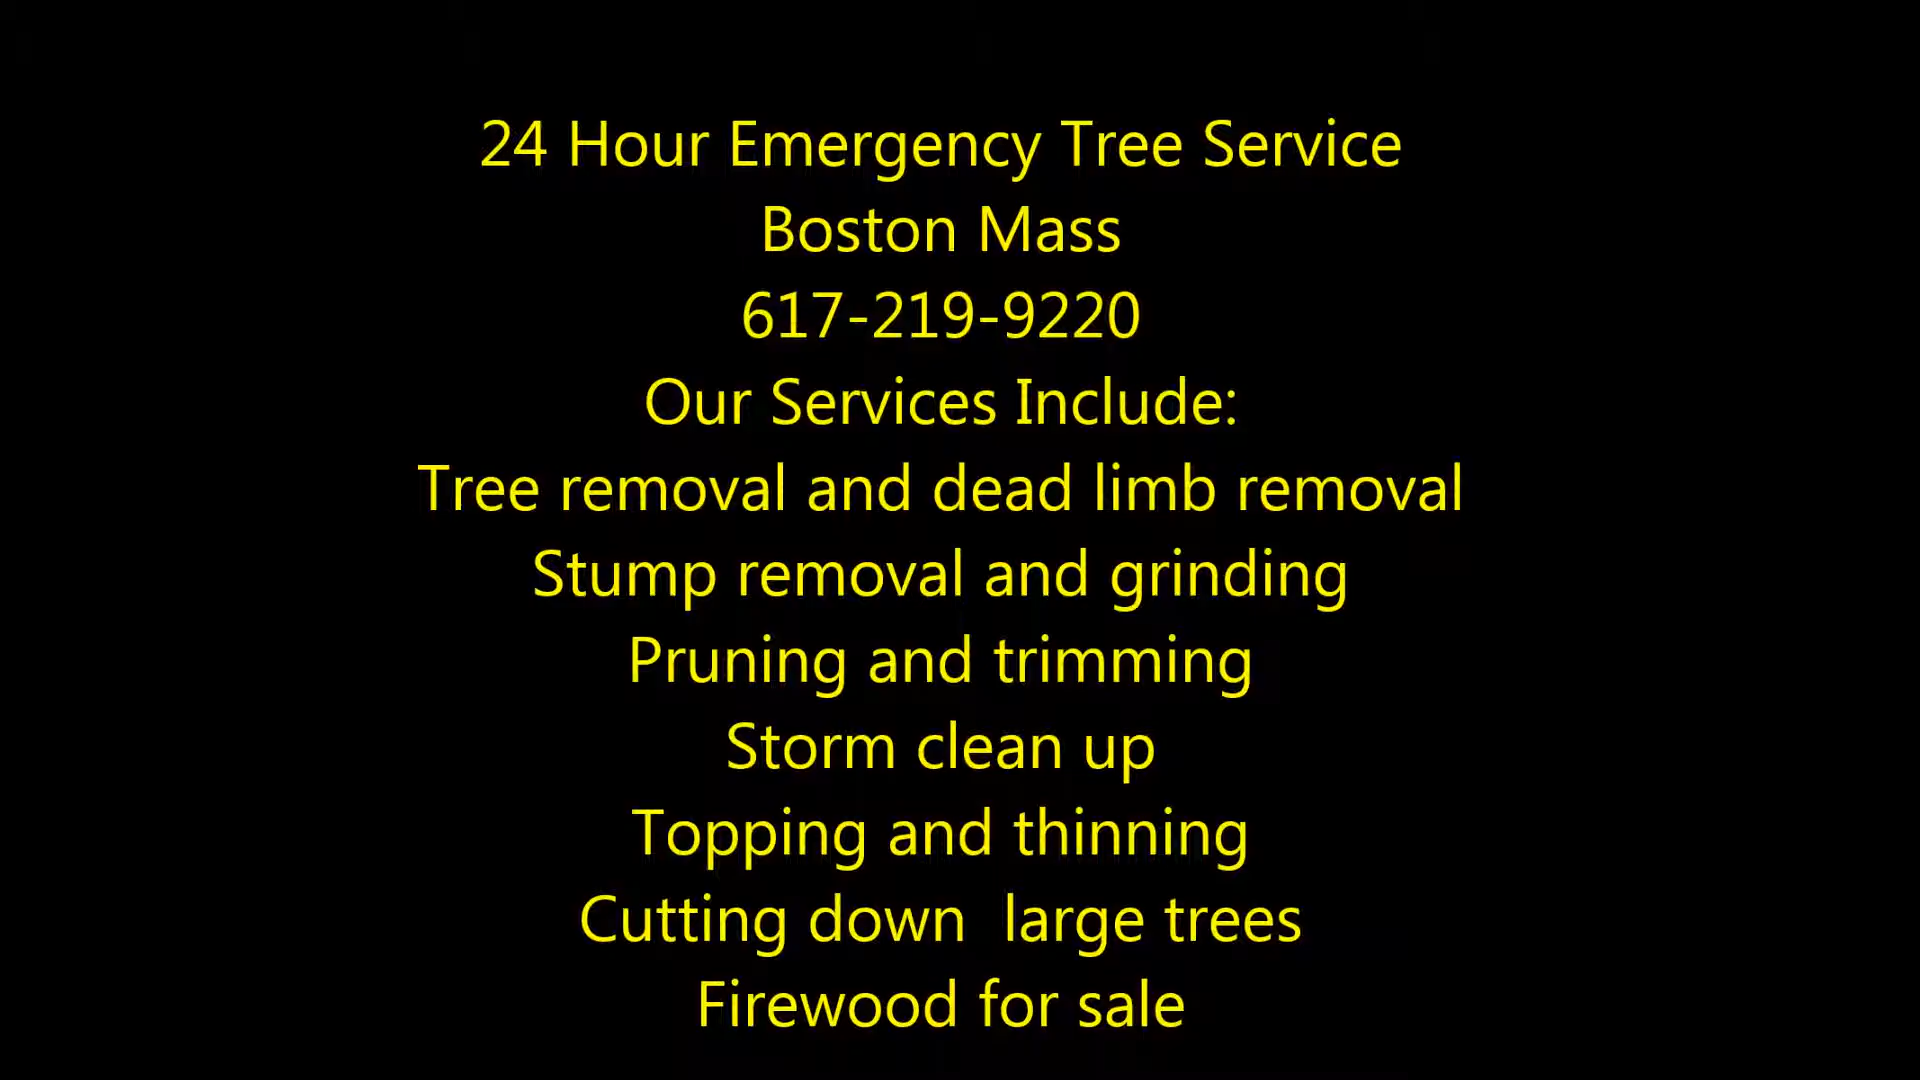 24 Hour Emergency Tree Service
Boston Mass
617-219-9220
Our Services Include:
Tree removal and dead limb removal
Stump removal and grinding
Pruning and trimming
Storm clean up
Topping and thinning
Cutting down  large trees
Firewood for sale